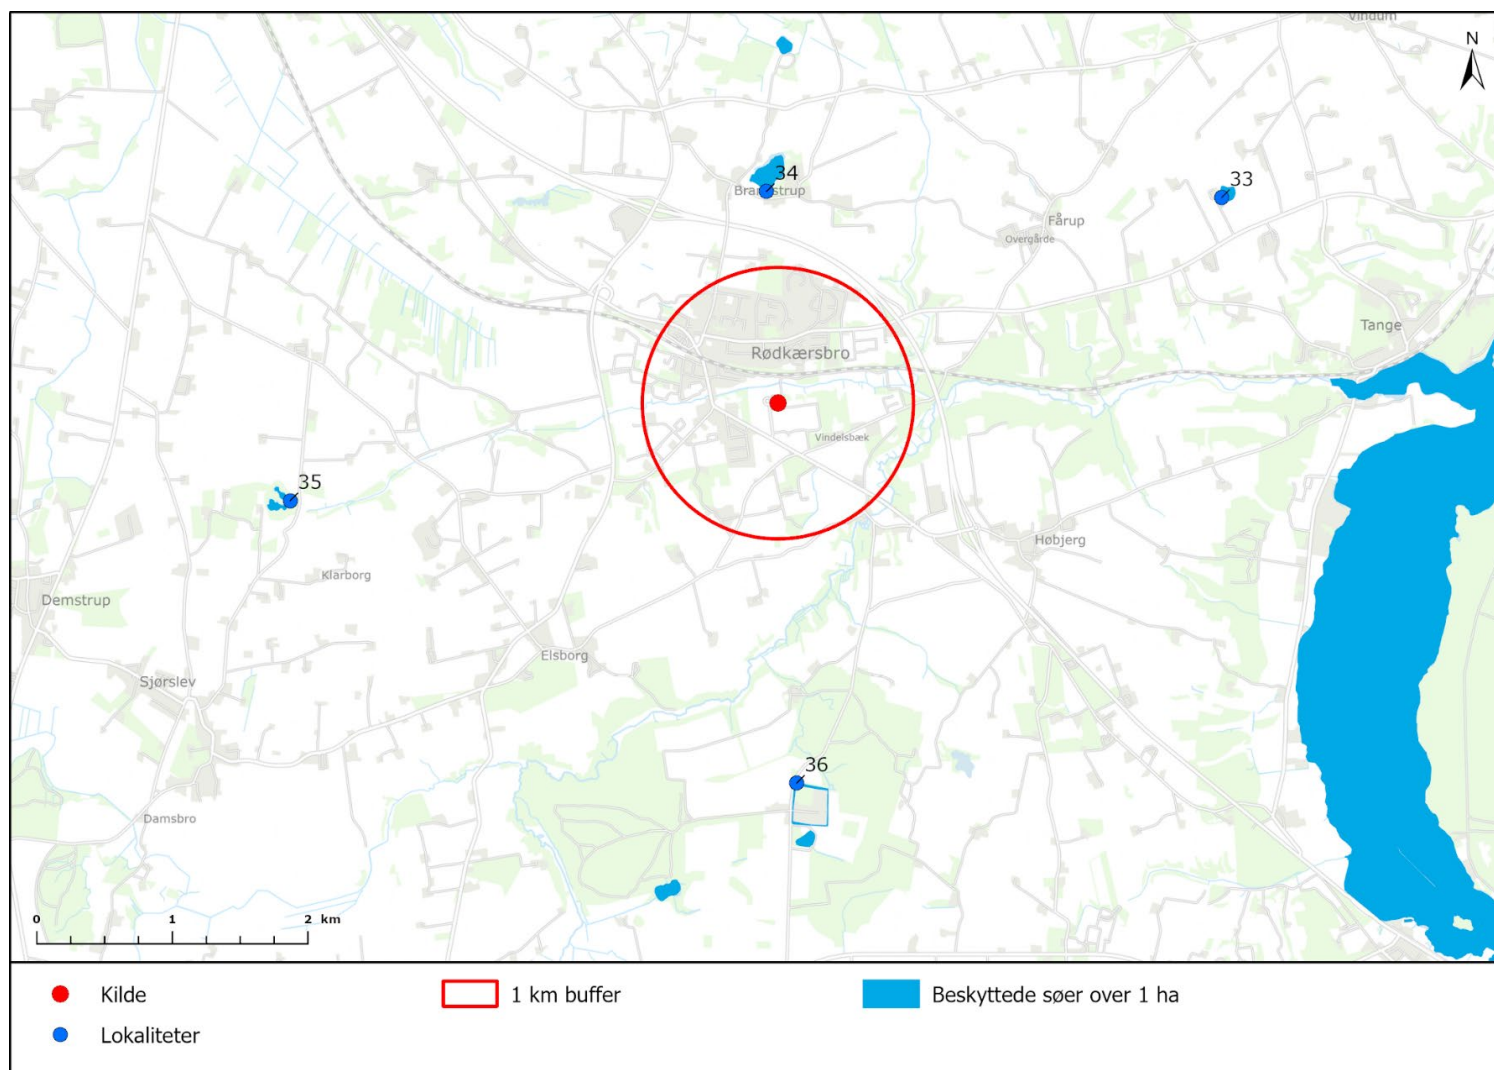 Vindum
N
34
Brandstrup
33
Fårup
Overgårde
Tange
Rødkærsbro
Vindelsbæk
35
Høbjerg
Klarborg
Demstrup
Elsborg
Sjørslev
36
Damsbro
0 1 2 km
Kilde 1 km buffer Beskyttede søer over 1 ha
Lokaliteter